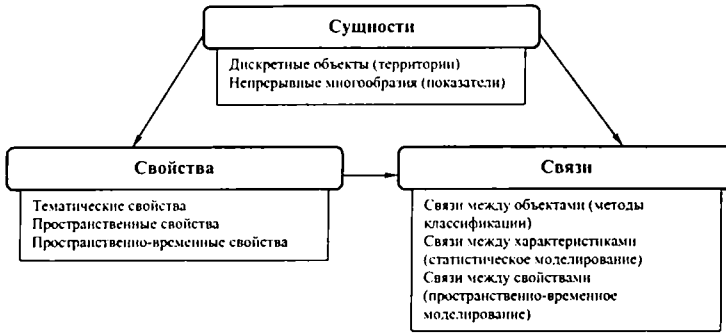 Сущности
Дискретные объекты (территории)
Непрерывные многообразия (показатели)
Свойства
Тематические свойства
Пространственные свойства
Пространственно-временные свойства
Связи
Связи между объектами (методы
классификации)
Связи между характеристиками
(статистическое моделирование)
Связи между свойствами
(пространственно-временное
моделирование)